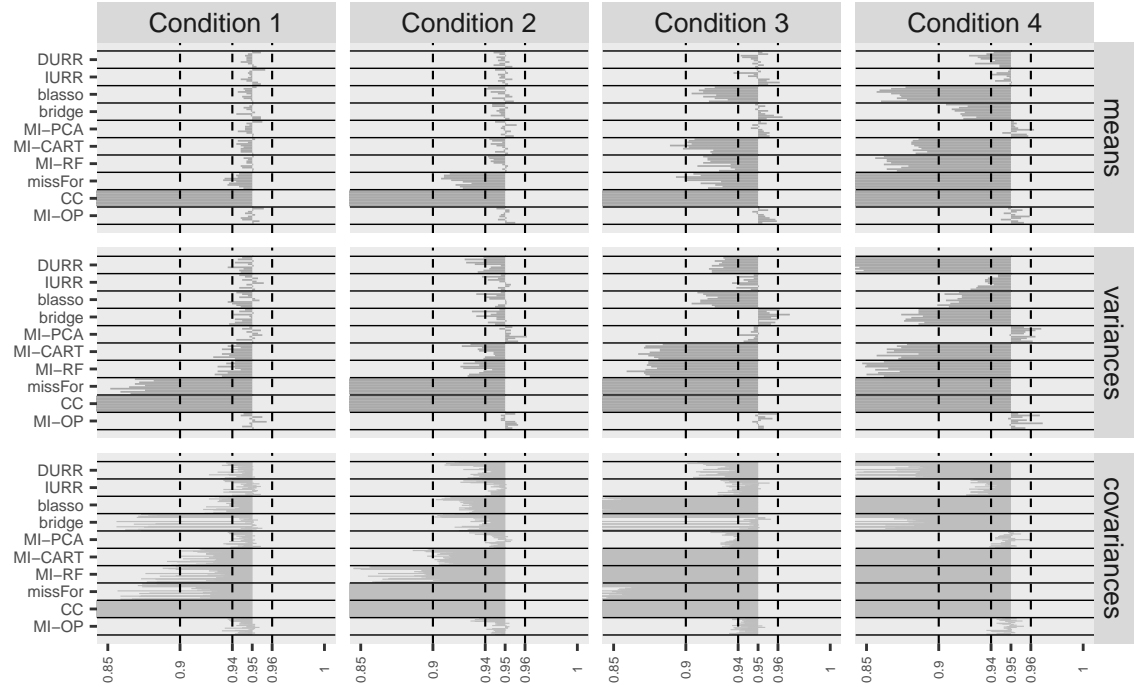 Condition 1 Condition 2 Condition 3 Condition 4
DURR
IURR
blasso
bridge
MI−PCA
MI−CART
MI−RF
missFor
CC
MI−OP
means
DURR
IURR
blasso
bridge
MI−PCA
MI−CART
MI−RF
missFor
CC
MI−OP
variances
DURR
IURR
blasso
bridge
MI−PCA
MI−CART
MI−RF
missFor
CC
MI−OP
covariances
0.85 0.9 0.94 0.95 0.96 1 0.85 0.9 0.94 0.95 0.96 1 0.85 0.9 0.94 0.95 0.96 1 0.85 0.9 0.94 0.95 0.96 1